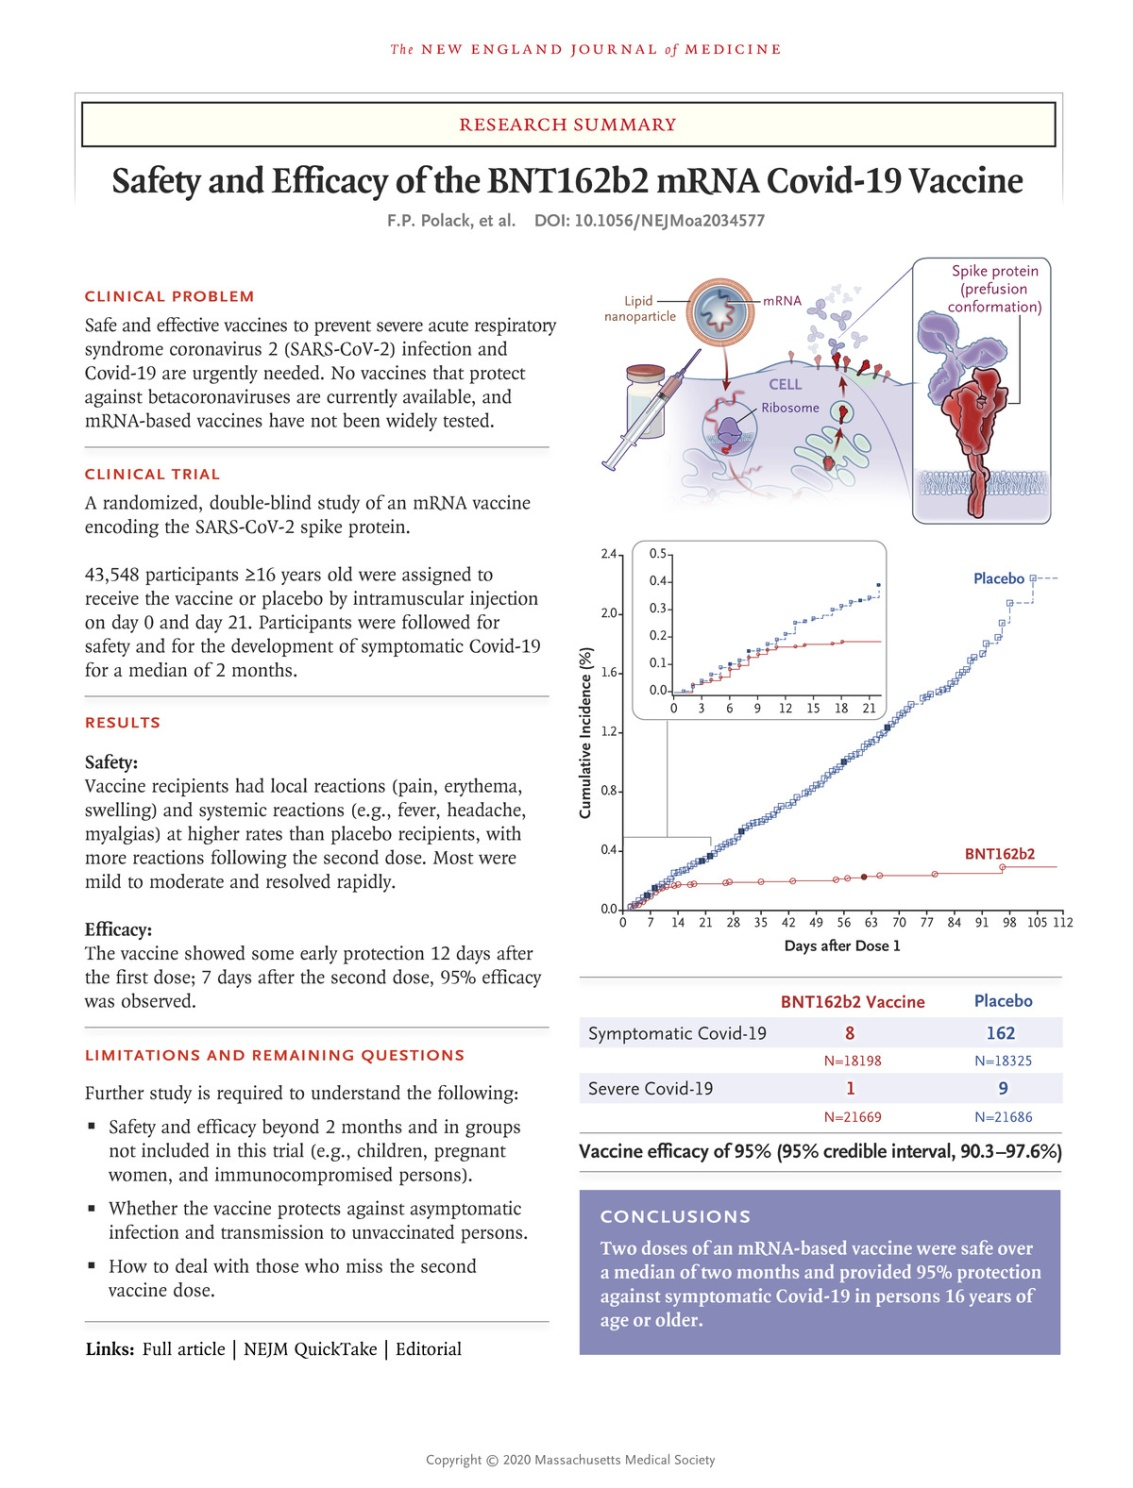 The NEW ENGLAND JOURNAL of MEDICINE
RESEARCH SUMMARY
Safety and Efficacy of the BNT162b2 mRNA Covid-19 Vaccine
F.P. Polack, et al. DOI: 10.1056/NEJMoa2034577
CLINICAL PROBLEM
Safe and effective vaccines to prevent severe acute respiratory
syndrome coronavirus 2 (SARS-CoV-2) infection and
Covid-19 are urgently needed. No vaccines that protect
against betacoronaviruses are currently available, and
mRNA-based vaccines have not been widely tested.
CLINICAL TRIAL
A randomized, double-blind study of an mRNA vaccine
encoding the SARS-CoV-2 spike protein.
43,548 participants ≥16 years old were assigned to
receive the vaccine or placebo by intramuscular injection
on day 0 and day 21. Participants were followed for
safety and for the development of symptomatic Covid-19
for a median of 2 months.
RESULTS
Safety:
Vaccine recipients had local reactions (pain, erythema,
swelling) and systemic reactions (e.g., fever, headache,
myalgias) at higher rates than placebo recipients, with
more reactions following the second dose. Most were
mild to moderate and resolved rapidly.
Efficacy:
The vaccine showed some early protection 12 days after
the first dose; 7 days after the second dose, 95% efficacy
was observed.
LIMITATIONS AND REMAINING QUESTIONS
Further study is required to understand the following:
▪ Safety and efficacy beyond 2 months and in groups
not included in this trial (e.g., children, pregnant
women, and immunocompromised persons).
▪ Whether the vaccine protects against asymptomatic
infection and transmission to unvaccinated persons.
▪ How to deal with those who miss the second
vaccine dose.
Links: Full article | NEJM QuickTake | Editorial
Lipid
nanoparticle
mRNA
CELL
Ribosome
Spike protein
(prefusion
conformation)
Cumulative Incidence (%)
2.4
2.0
1.6
1.2
0.8
0.4
0.0
0.5
0.4
0.3
0.2
0.1
0.0
0 3 6 9 12 15 18 21
Placebo
BNT162b2
0 7 14 21 28 35 42 49 56 63 70 77 84 91 98 105 112
Days after Dose 1
BNT162b2 Vaccine Placebo
Symptomatic Covid-19 8 162
N=18198 N=18325
Severe Covid-19 1 9
N=21669 N=21686
Vaccine efficacy of 95% (95% credible interval, 90.3–97.6%)
CONCLUSIONS
Two doses of an mRNA-based vaccine were safe over
a median of two months and provided 95% protection
against symptomatic Covid-19 in persons 16 years of
age or older.
Copyright © 2020 Massachusetts Medical Society